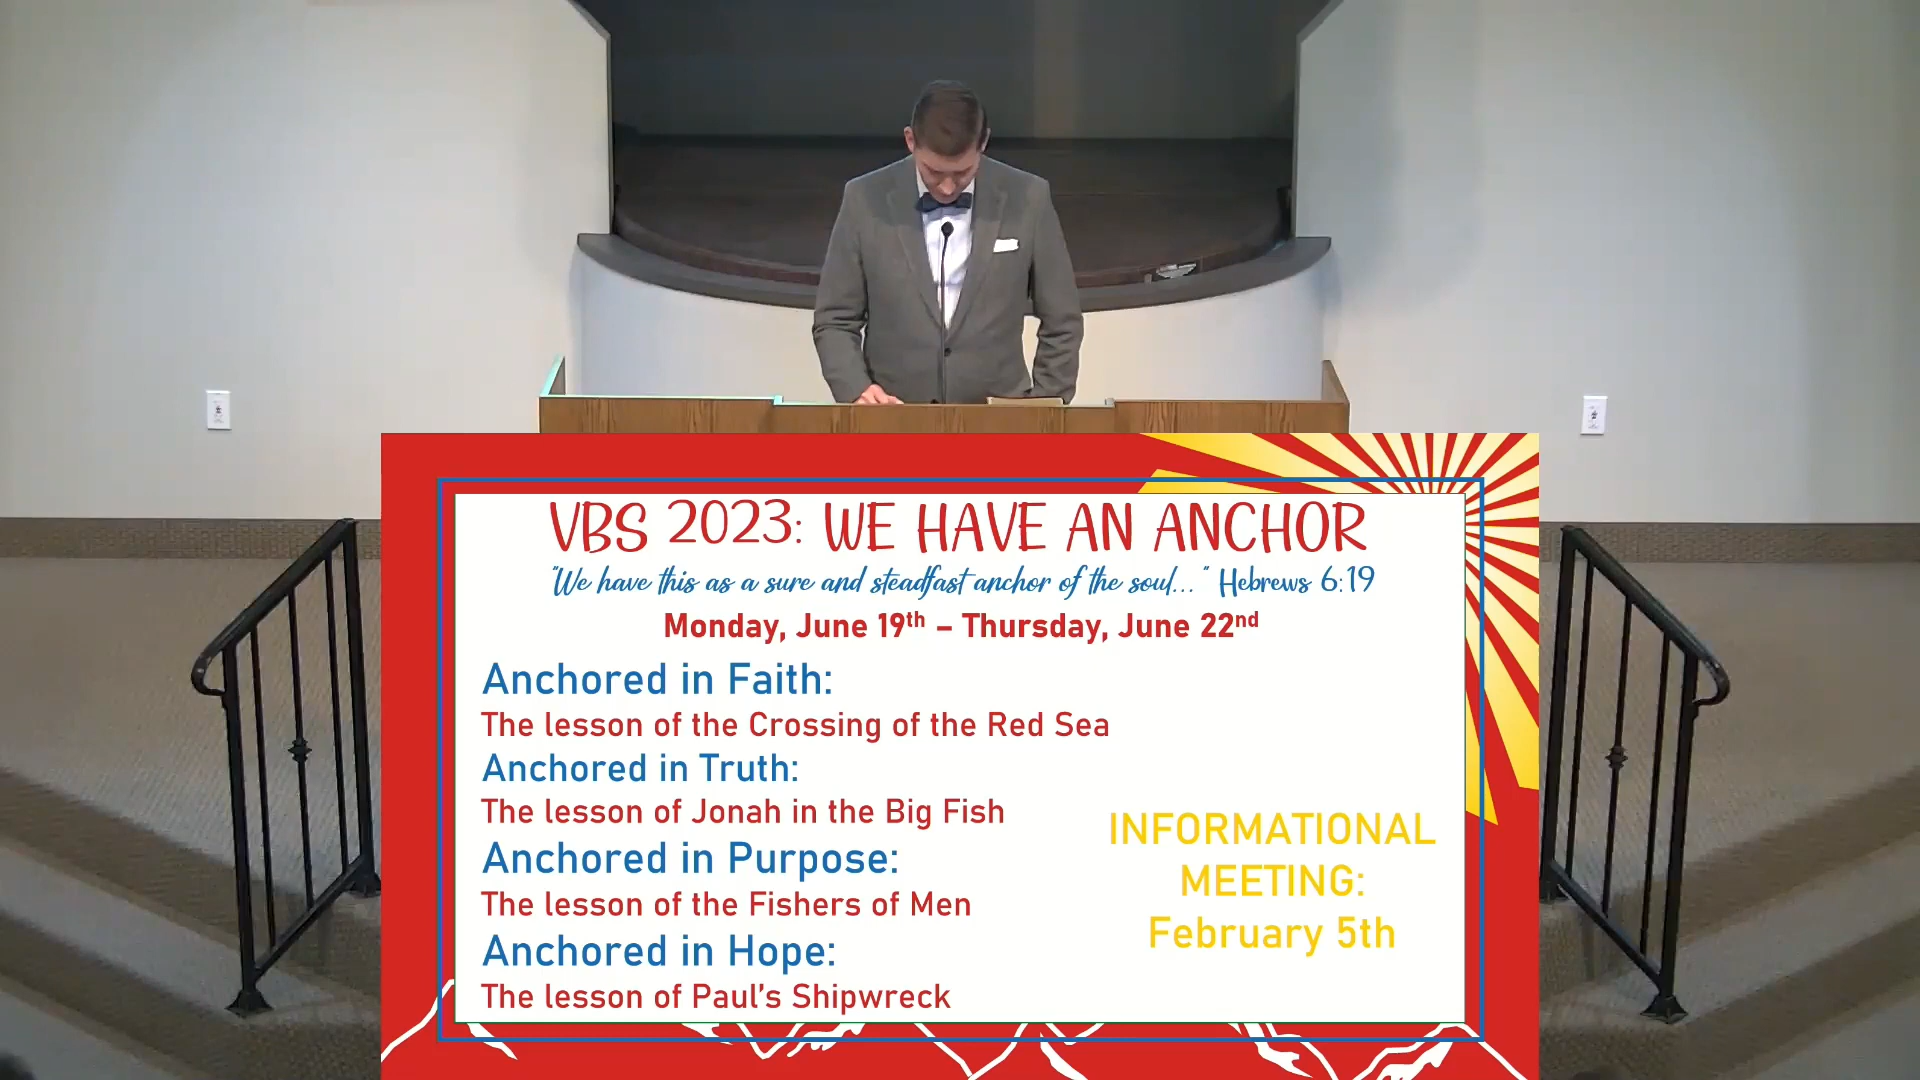 VBS 2023: WE HAVE AN ANCHOR
"We have this as a sure and steadfast anchor of the soul..." Hebrews 6:19
Monday, June 19th – Thursday, June 22nd
Anchored in Faith:
The lesson of the Crossing of the Red Sea
Anchored in Truth:
The lesson of Jonah in the Big Fish
Anchored in Purpose:
The lesson of the Fishers of Men
Anchored in Hope:
The lesson of Paul's Shipwreck
INFORMATIONAL
MEETING:
February 5th